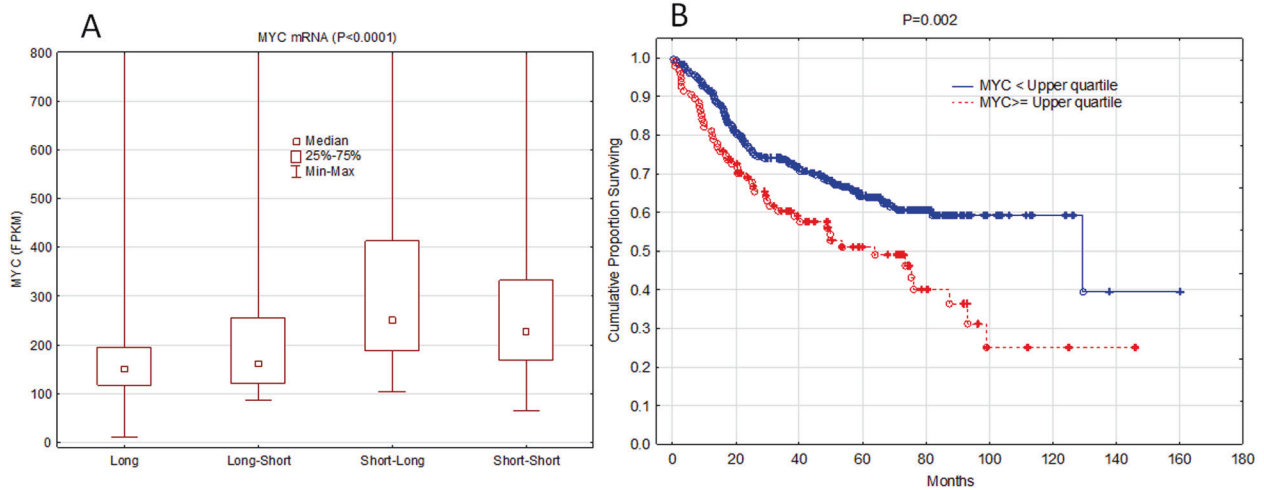 A
MYC mRNA (P<0.0001)
MYC (FPKM)
800
700
600
500
400
300
200
100
0
Median
25%-75%
Min-Max
Long
Long-Short
Short-Long
Short-Short
B
P=0.002
Cumulative Proportion Surviving
1.0
0.9
0.8
0.7
0.6
0.5
0.4
0.3
0.2
0.1
0.0
MYC < Upper quartile
MYC>= Upper quartile
0 20 40 60 80 100 120 140 160 180
Months